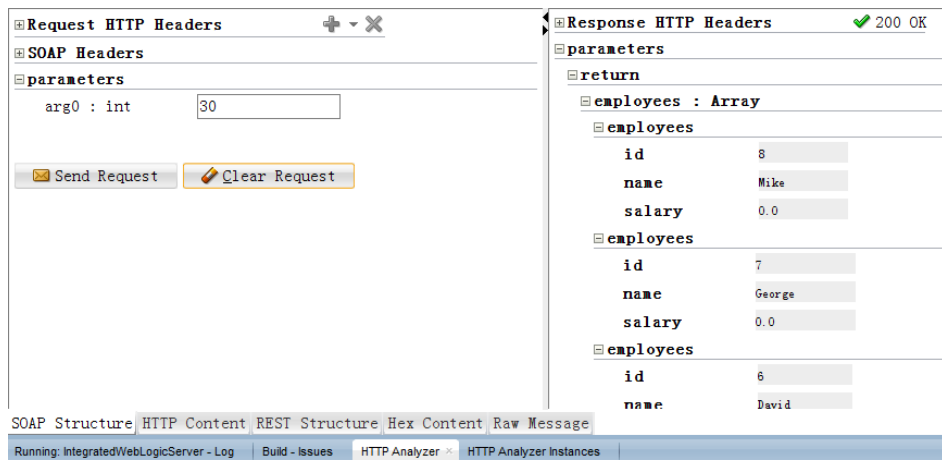 Request HTTP Headers
SOAP Headers
parameters
arg0 : int 30
Send Request Clear Request
Response HTTP Headers 200 OK
parameters
return
employees : Array
employees
id 8
name Mike
salary 0.0
employees
id 7
name George
salary 0.0
employees
id 6
name David
SOAP Structure HTTP Content REST Structure Hex Content Raw Message
Running: IntegratedWebLogicServer - Log Build - Issues HTTP Analyzer HTTP Analyzer Instances